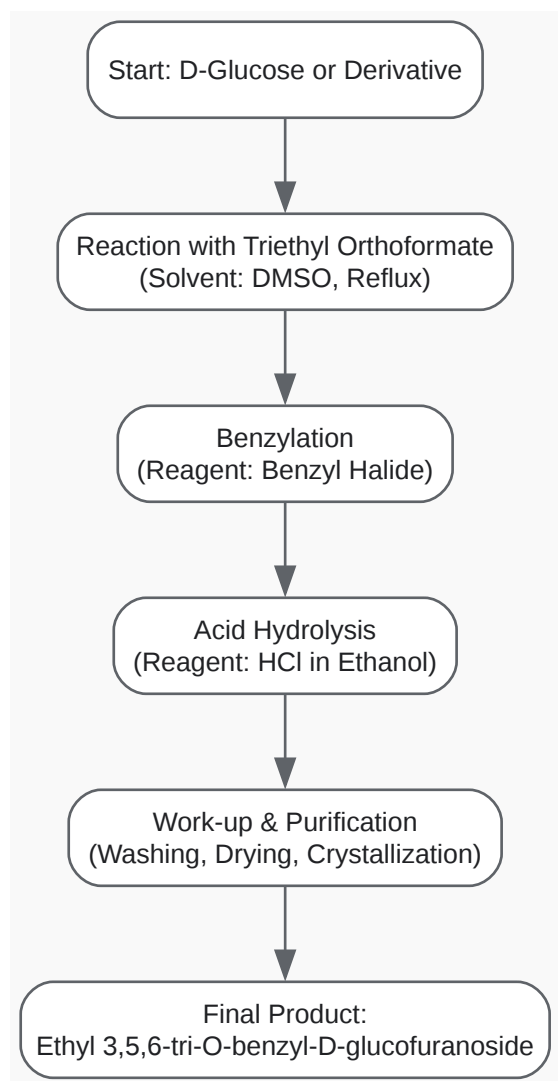 Start: D-Glucose or Derivative
Reaction with Triethyl Orthoformate
(Solvent: DMSO, Reflux)
Benzylation
(Reagent: Benzyl Halide)
Acid Hydrolysis
(Reagent: HCl in Ethanol)
Work-up & Purification
(Washing, Drying, Crystallization)
Final Product:
Ethyl 3,5,6-tri-O-benzyl-D-glucofuranoside